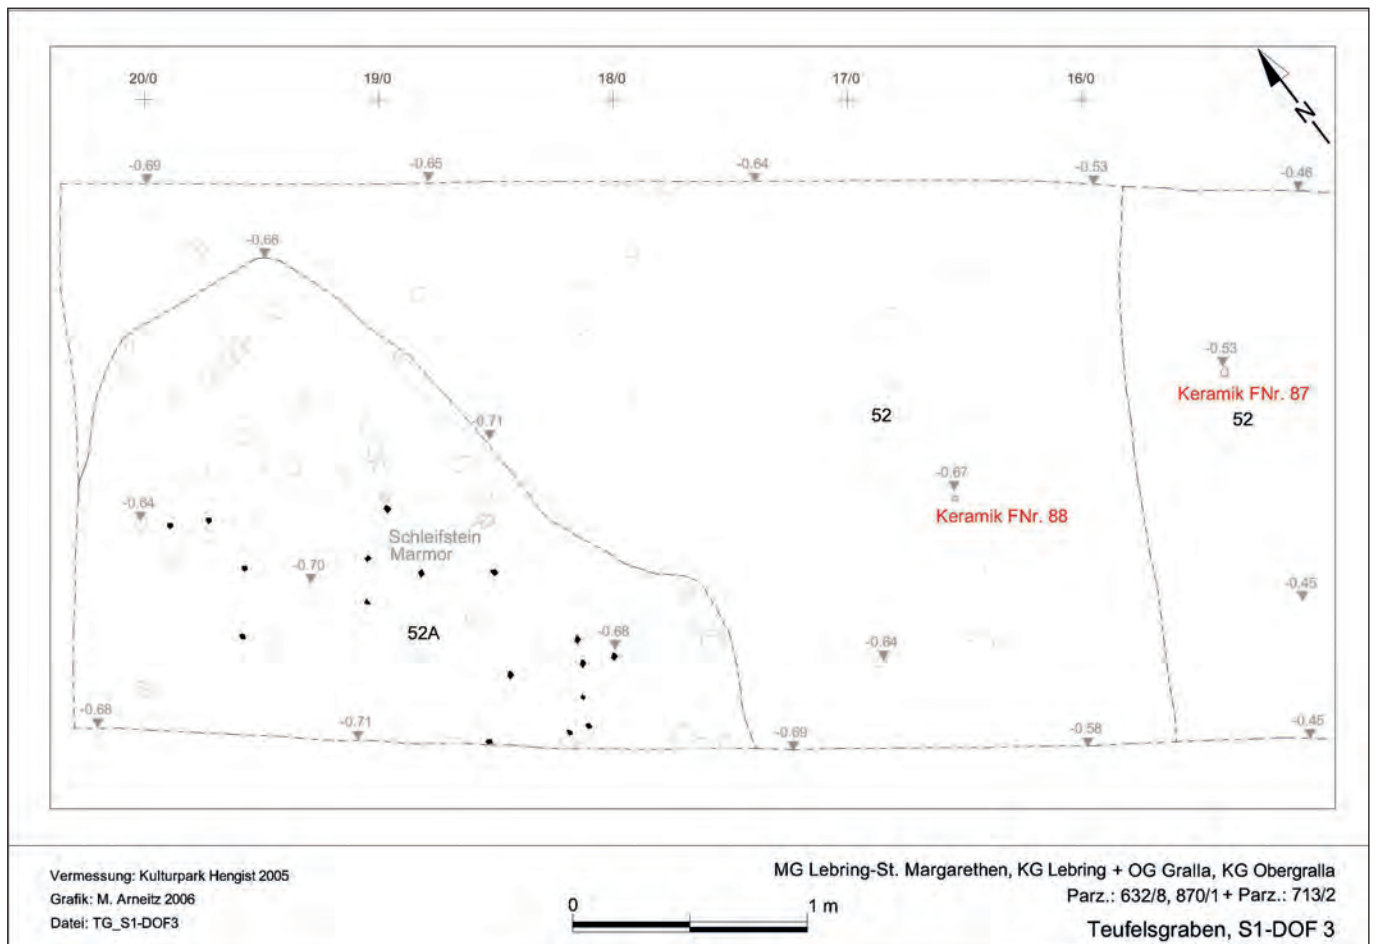 20/0 19/0 18/0 17/0 16/0
N
-0.69 -0.65 -0.64 -0.53 -0.46
-0.66
-0.53
Keramik FNr. 87
52 52
-0.71
-0.67
Keramik FNr. 88
-0.64
Schleifstein
Marmor
-0.70
-0.45
52A
-0.68
-0.64
-0.68
-0.71
-0.69
-0.58
-0.45
Vermessung: Kulturpark Hengist 2005
Grafik: M. Arneitz 2006
Datei: TG_S1-DOF3
0 1 m
MG Lebring-St. Margarethen, KG Lebring + OG Gralla, KG Obergralla
Parz.: 632/8, 870/1 + Parz.: 713/2
Teufelsgraben, S1-DOF 3